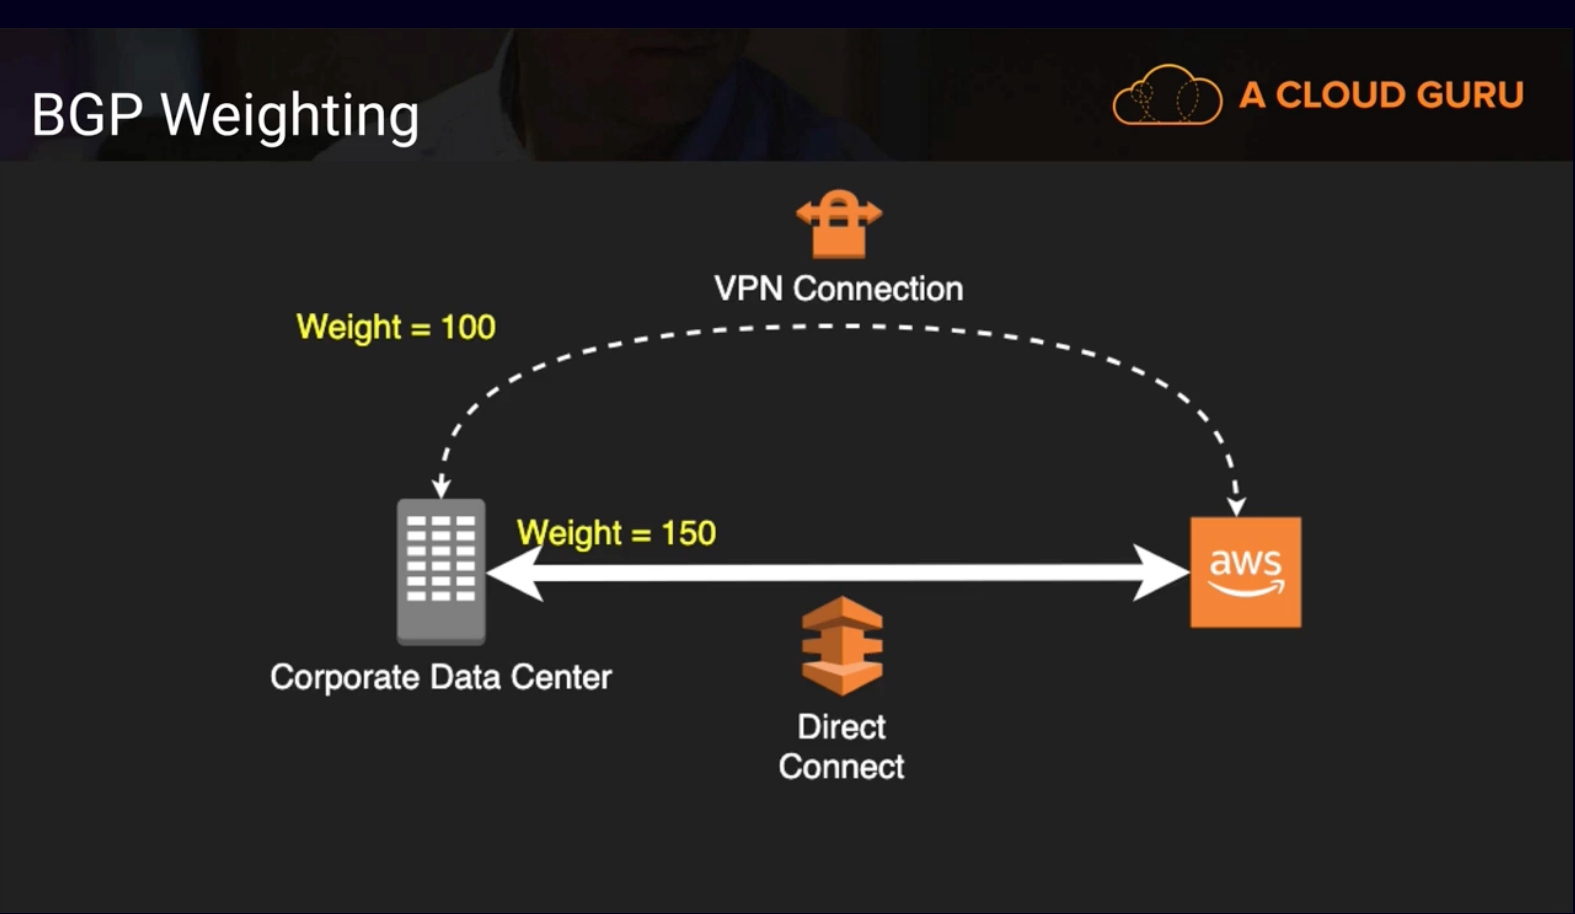 BGP Weighting
A CLOUD GURU
VPN Connection
Weight = 100
Weight = 150
aws
Corporate Data Center
Direct
Connect